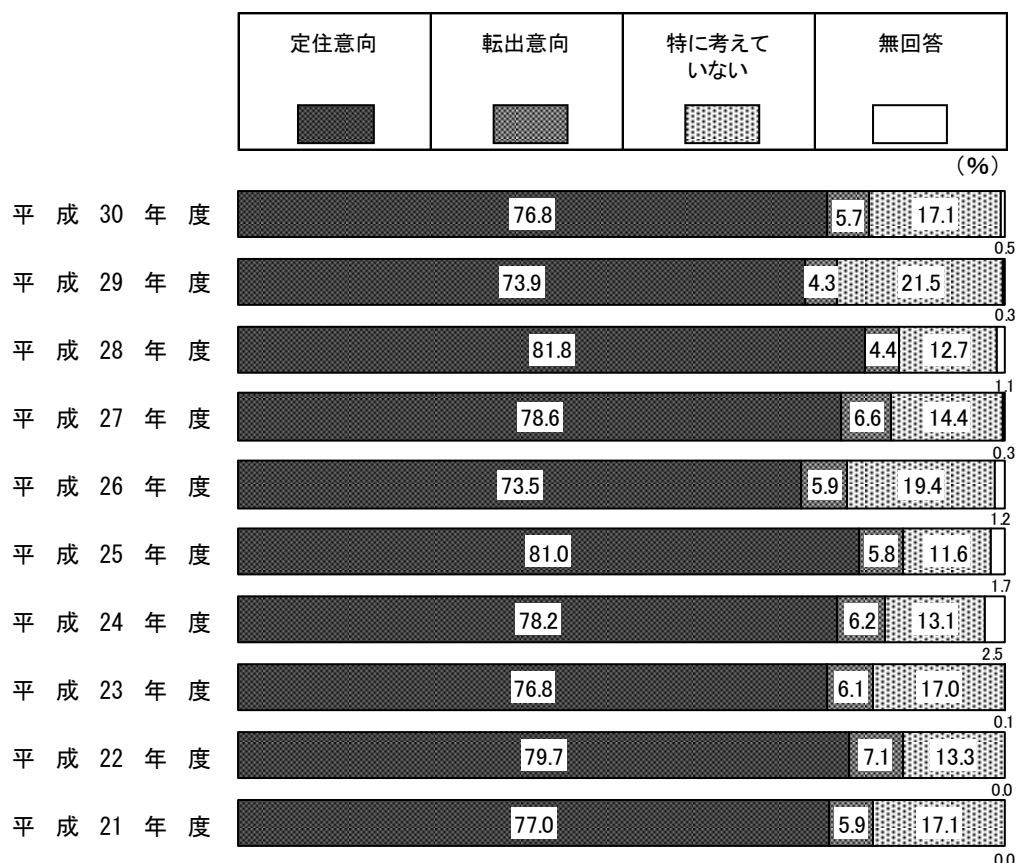 定住意向 転出意向 特に考えて 無回答
いない
(%)
平成30年度 76.8 5.7 17.1
0.5
平成29年度 73.9 4.3 21.5
0.3
平成28年度 81.8 4.4 12.7
1.1
平成27年度 78.6 6.6 14.4
0.3
平成26年度 73.5 5.9 19.4
1.2
平成25年度 81.0 5.8 11.6
1.7
平成24年度 78.2 6.2 13.1
2.5
平成23年度 76.8 6.1 17.0
0.1
平成22年度 79.7 7.1 13.3
0.0
平成21年度 77.0 5.9 17.1
0.0